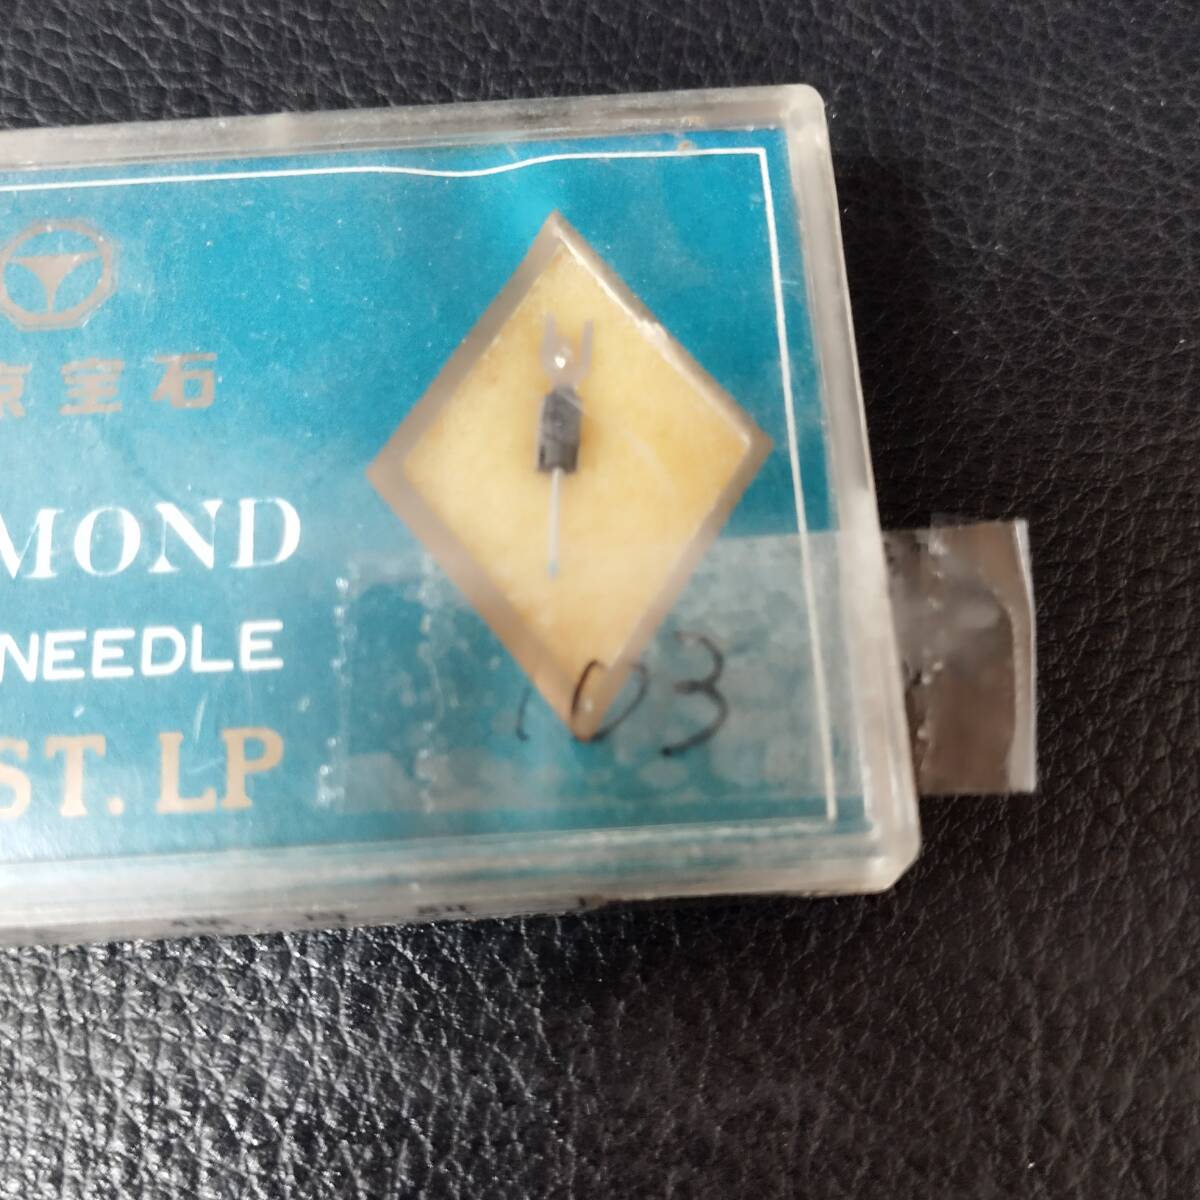 京宝石
MOND
NEEDLE
ST. LP
103